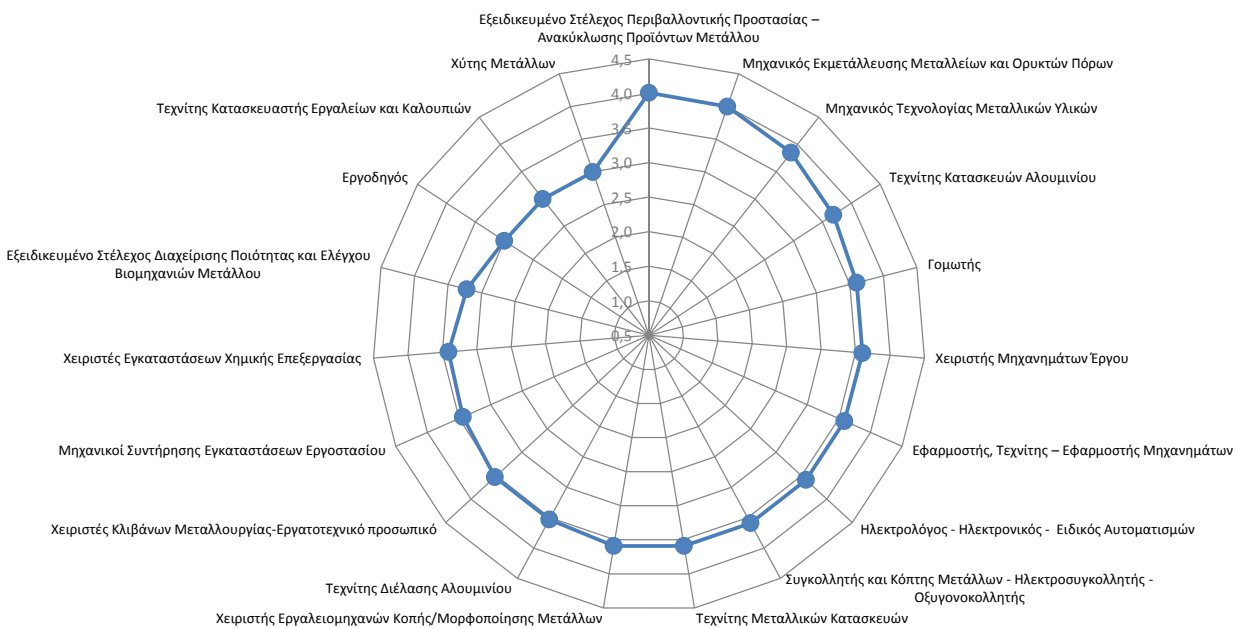 Εξειδικευμένο Στέλεχος Περιβαλλοντικής Προστασίας –
Ανακύκλωσης Προϊόντων Μετάλλου
Μηχανικός Εκμετάλλευσης Μεταλλείων και Ορυκτών Πόρων
Μηχανικός Τεχνολογίας Μεταλλικών Υλικών
Τεχνίτης Κατασκευών Αλουμινίου
Γομωτής
Χειριστής Μηχανημάτων Έργου
Εφαρμοστής, Τεχνίτης – Εφαρμοστής Μηχανημάτων
Ηλεκτρολόγος - Ηλεκτρονικός - Ειδικός Αυτοματισμών
Συγκολλητής και Κόπτης Μετάλλων - Ηλεκτροσυγκολλητής -
Οξυγονοκολλητής
Τεχνίτης Μεταλλικών Κατασκευών
Χειριστής Εργαλειομηχανών Κοπής/Μορφοποίησης Μετάλλων
Τεχνίτης Διέλασης Αλουμινίου
Χειριστές Κλιβάνων Μεταλλουργίας-Εργατοτεχνικό προσωπικό
Μηχανικοί Συντήρησης Εγκαταστάσεων Εργοστασίου
Χειριστές Εγκαταστάσεων Χημικής Επεξεργασίας
Εξειδικευμένο Στέλεχος Διαχείρισης Ποιότητας και Ελέγχου
Βιομηχανιών Μετάλλου
Εργοδηγός
Τεχνίτης Κατασκευαστής Εργαλείων και Καλουπιών
Χύτης Μετάλλων
4,5
4,0
3,5
3,0
2,5
2,0
1,5
1,0
0,5